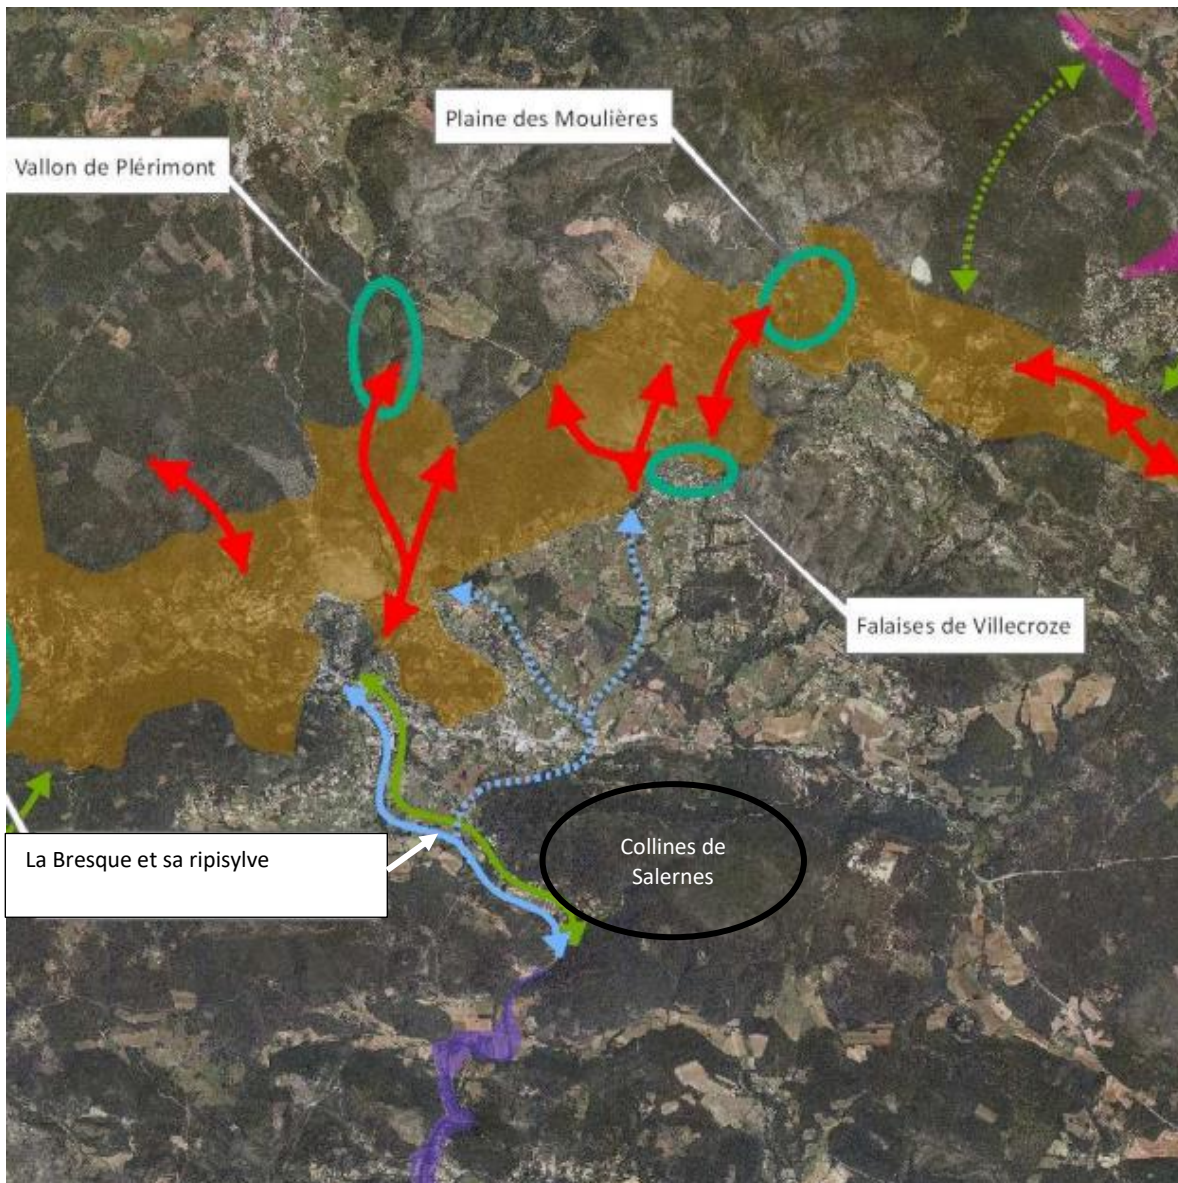 Plaine des Moulières
Vallon de Plérimont
Falaises de Villecroze
La Bresque et sa ripisylve
Collines de
Salernes